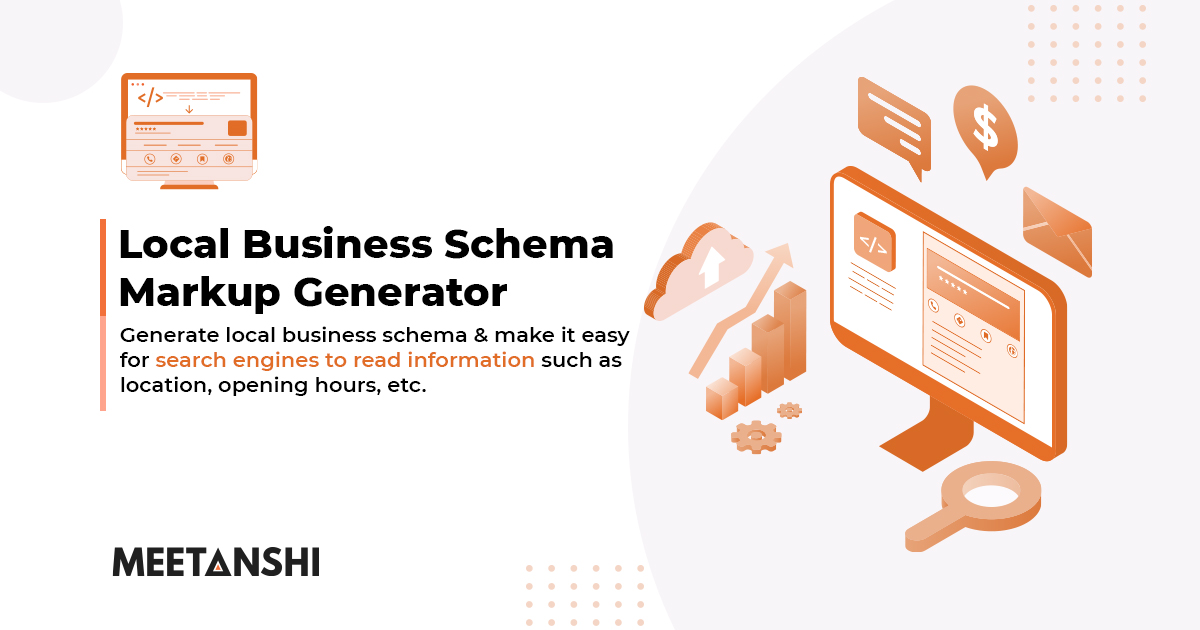 </>
Local Business Schema
Markup Generator
Generate local business schema & make it easy
for search engines to read information such as
location, opening hours, etc.
MEETANSHI
$
</>